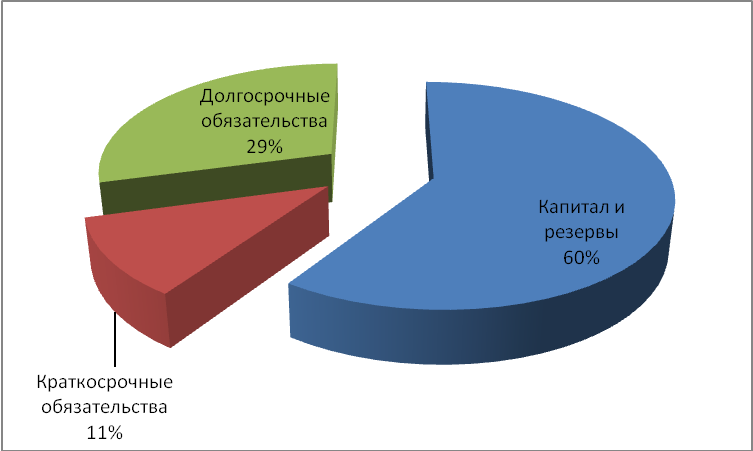 Долгосрочные
обязательства
29%
Капитал и
резервы
60%
Краткосрочные
обязательства
11%